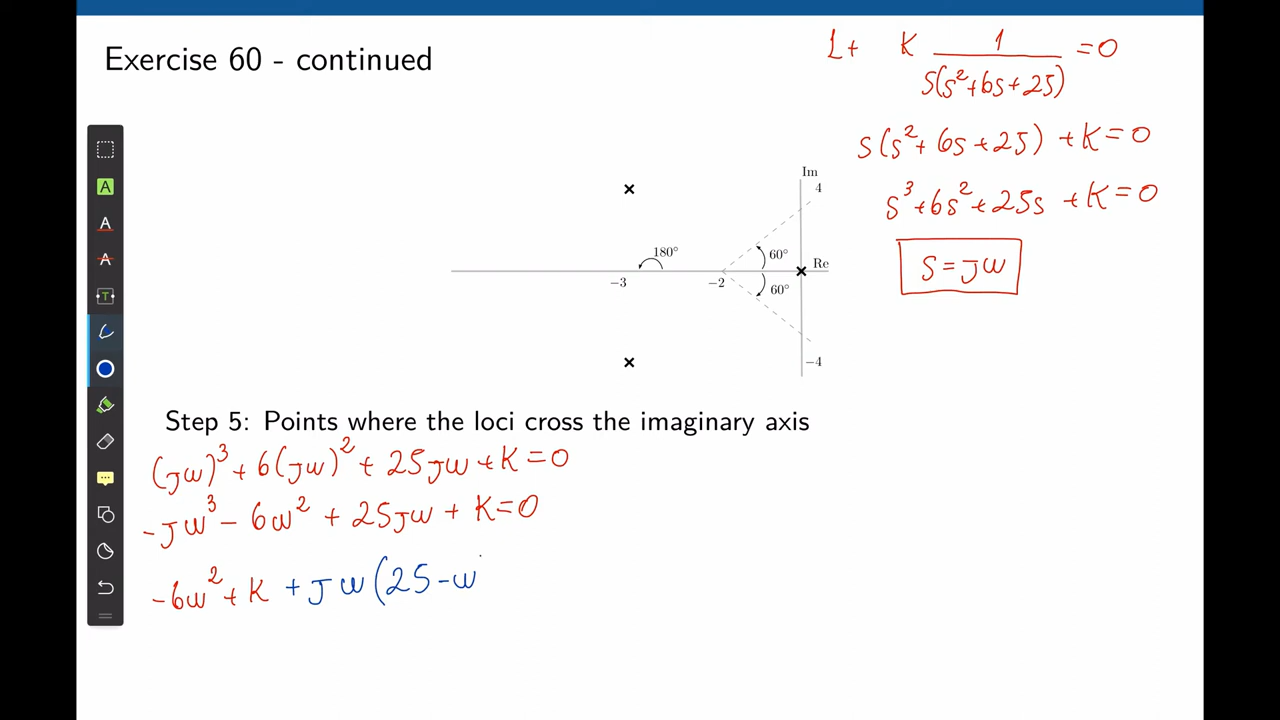 Exercise 60 - continued
1 + K 1/(s(s²+6s+25)) = 0
s(s²+6s+25) + K = 0
s³+6s²+25s + K = 0
s = jω
Im
4
180°
60°
Re
−3
−2
60°
−4
A
A
A
T
Step 5: Points where the loci cross the imaginary axis
(jω)³ + 6(jω)² + 25jω + K = 0
-jω³ - 6ω² + 25jω + K = 0
-6ω² + K + jω(25 - ω